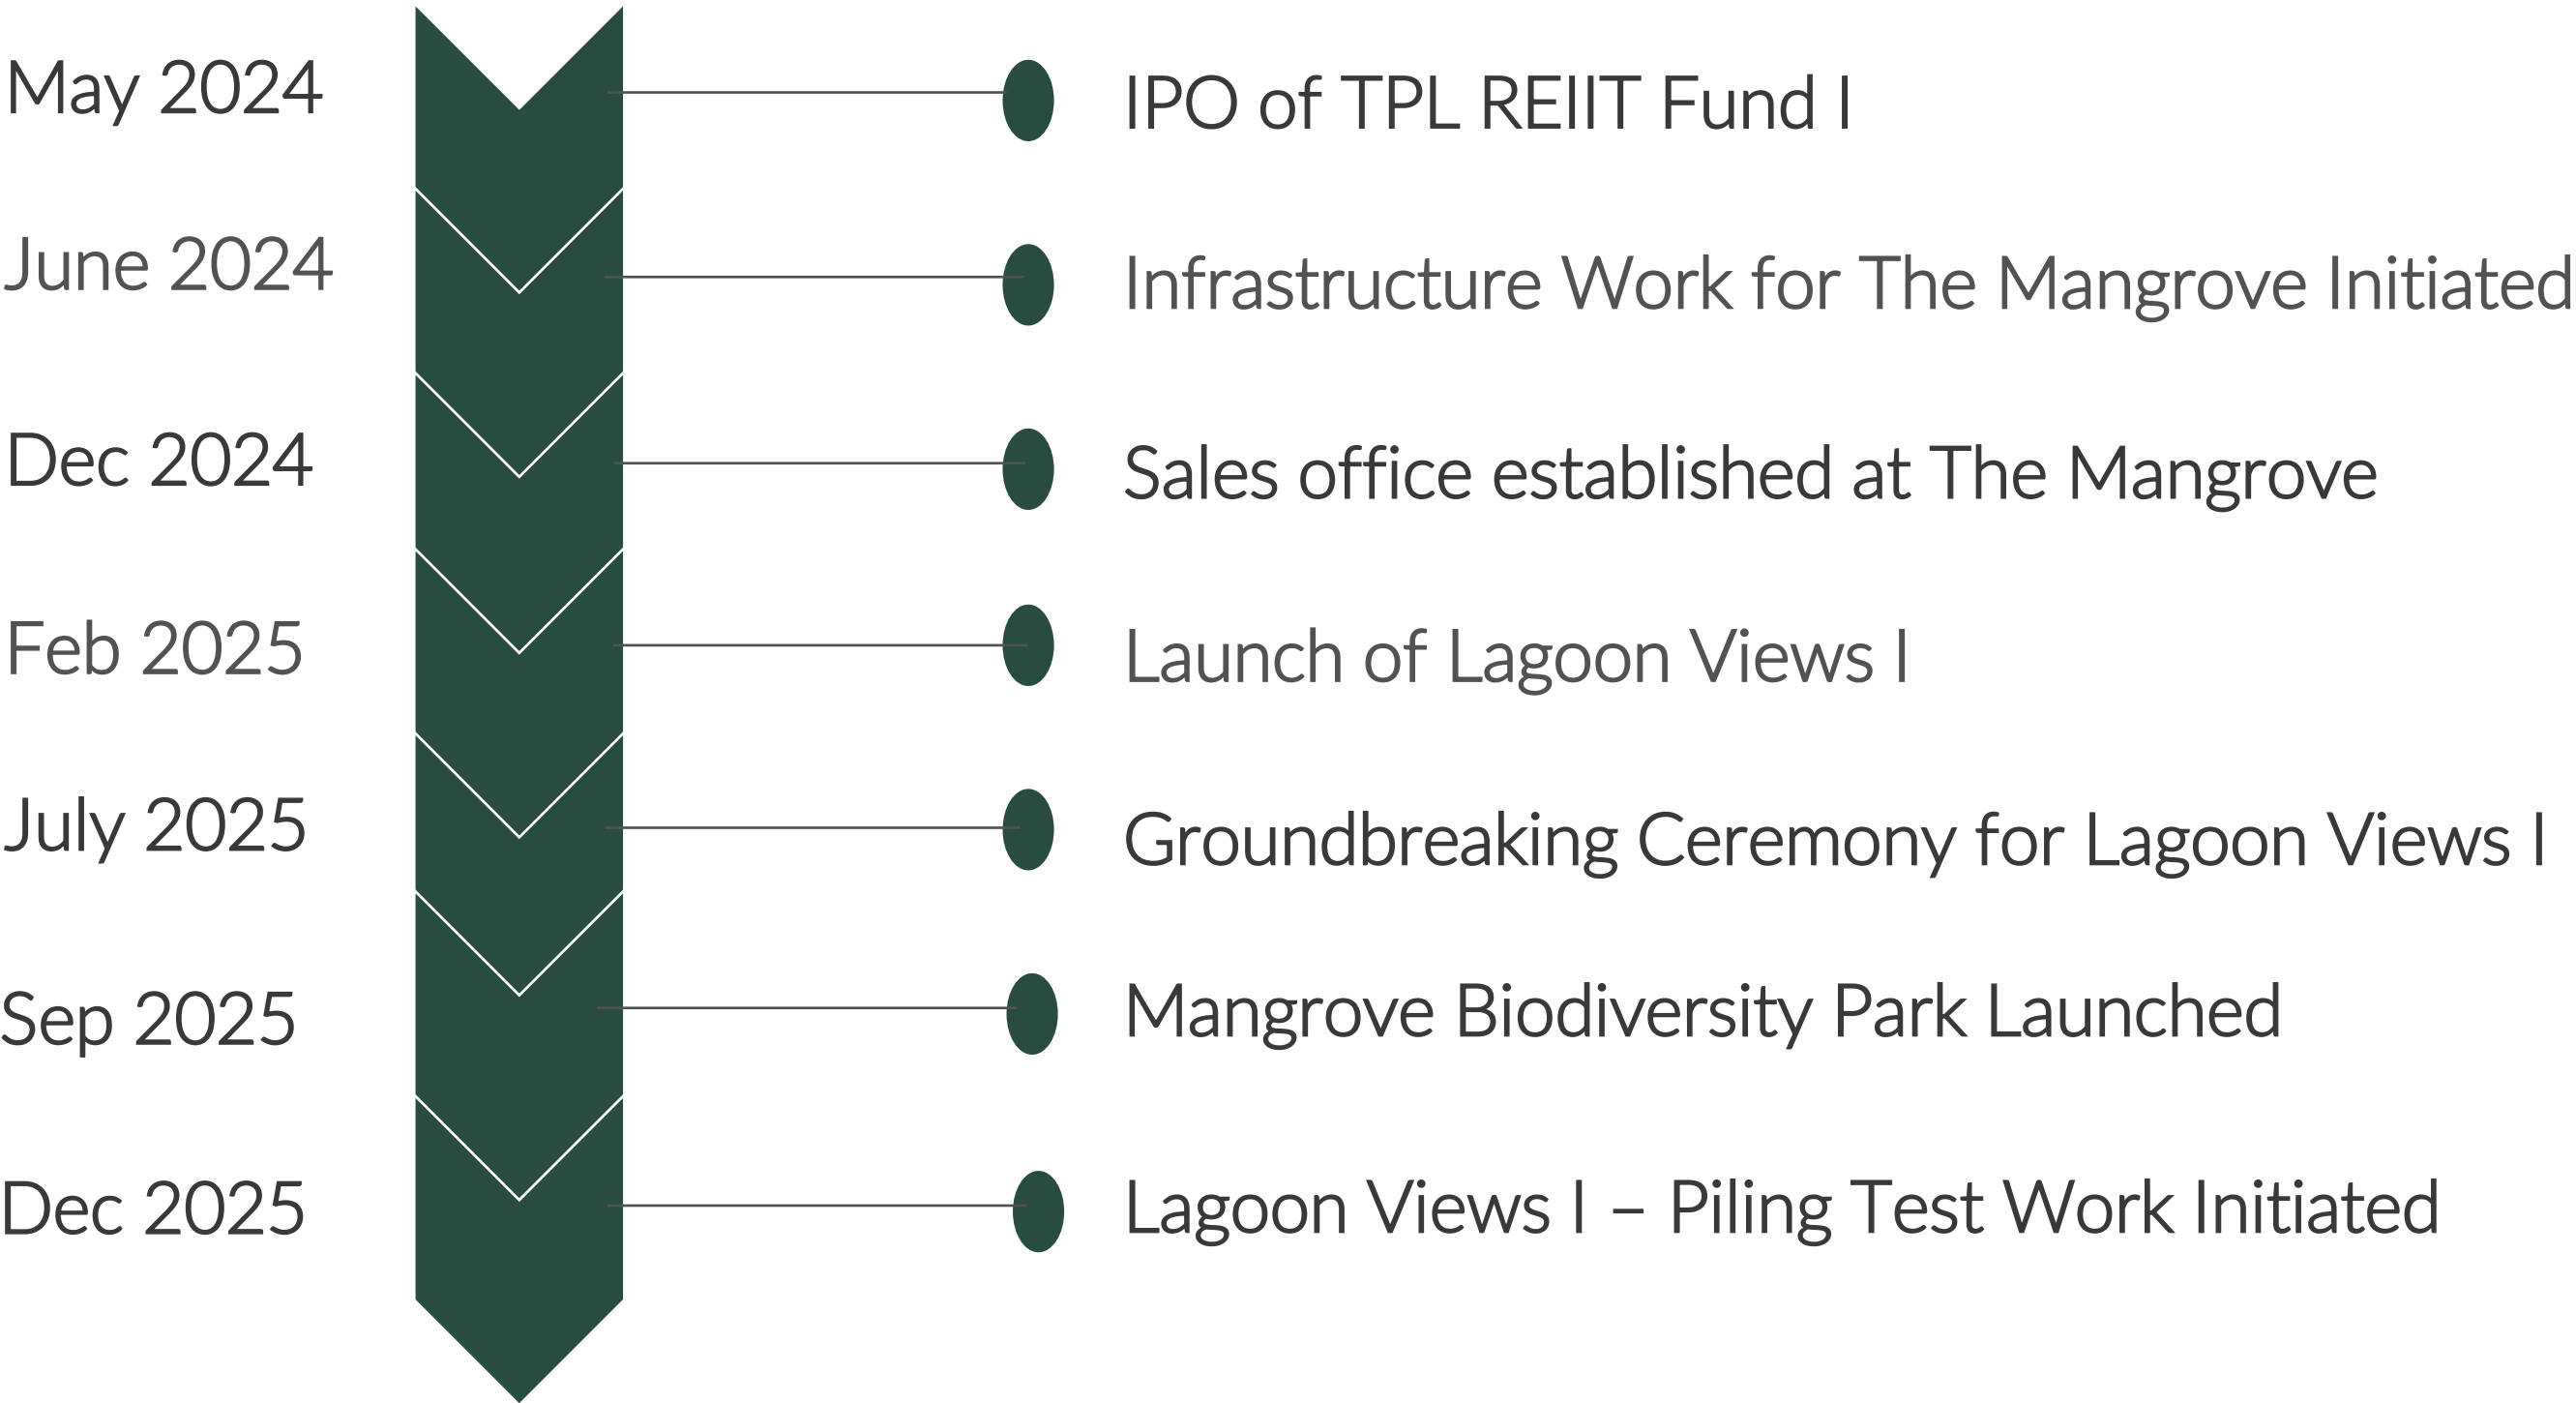 May 2024
IPO of TPL REIIT Fund I
June 2024
Infrastructure Work for The Mangrove Initiated
Dec 2024
Sales office established at The Mangrove
Feb 2025
Launch of Lagoon Views I
July 2025
Groundbreaking Ceremony for Lagoon Views I
Sep 2025
Mangrove Biodiversity Park Launched
Dec 2025
Lagoon Views I – Piling Test Work Initiated